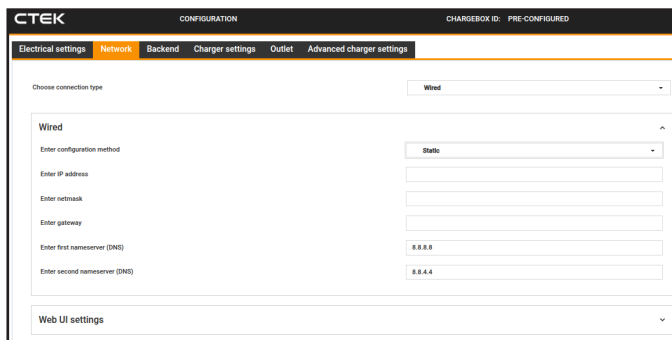 CTEK CONFIGURATION CHARGEBOX ID: PRE-CONFIGURED
Electrical settings Network Backend Charger settings Outlet Advanced charger settings
Choose connection type Wired
Wired
Enter configuration method Static
Enter IP address
Enter netmask
Enter gateway
Enter first nameserver (DNS) 8.8.8.8
Enter second nameserver (DNS) 8.8.4.4
Web UI settings